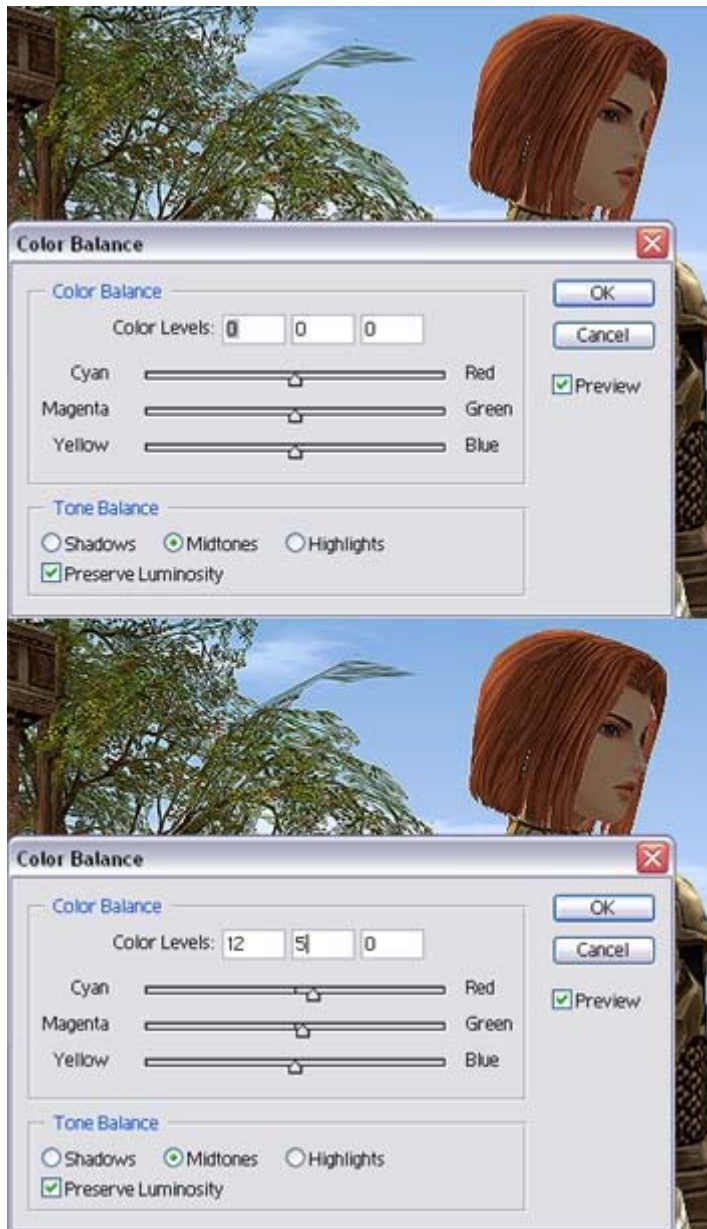 Color Balance
Color Balance
Color Levels: 0 0 0
Cyan Red
Magenta Green
Yellow Blue
OK
Cancel
Preview
Tone Balance
Shadows Midtones Highlights
Preserve Luminosity
Color Balance
Color Balance
Color Levels: 12 5 0
Cyan Red
Magenta Green
Yellow Blue
OK
Cancel
Preview
Tone Balance
Shadows Midtones Highlights
Preserve Luminosity